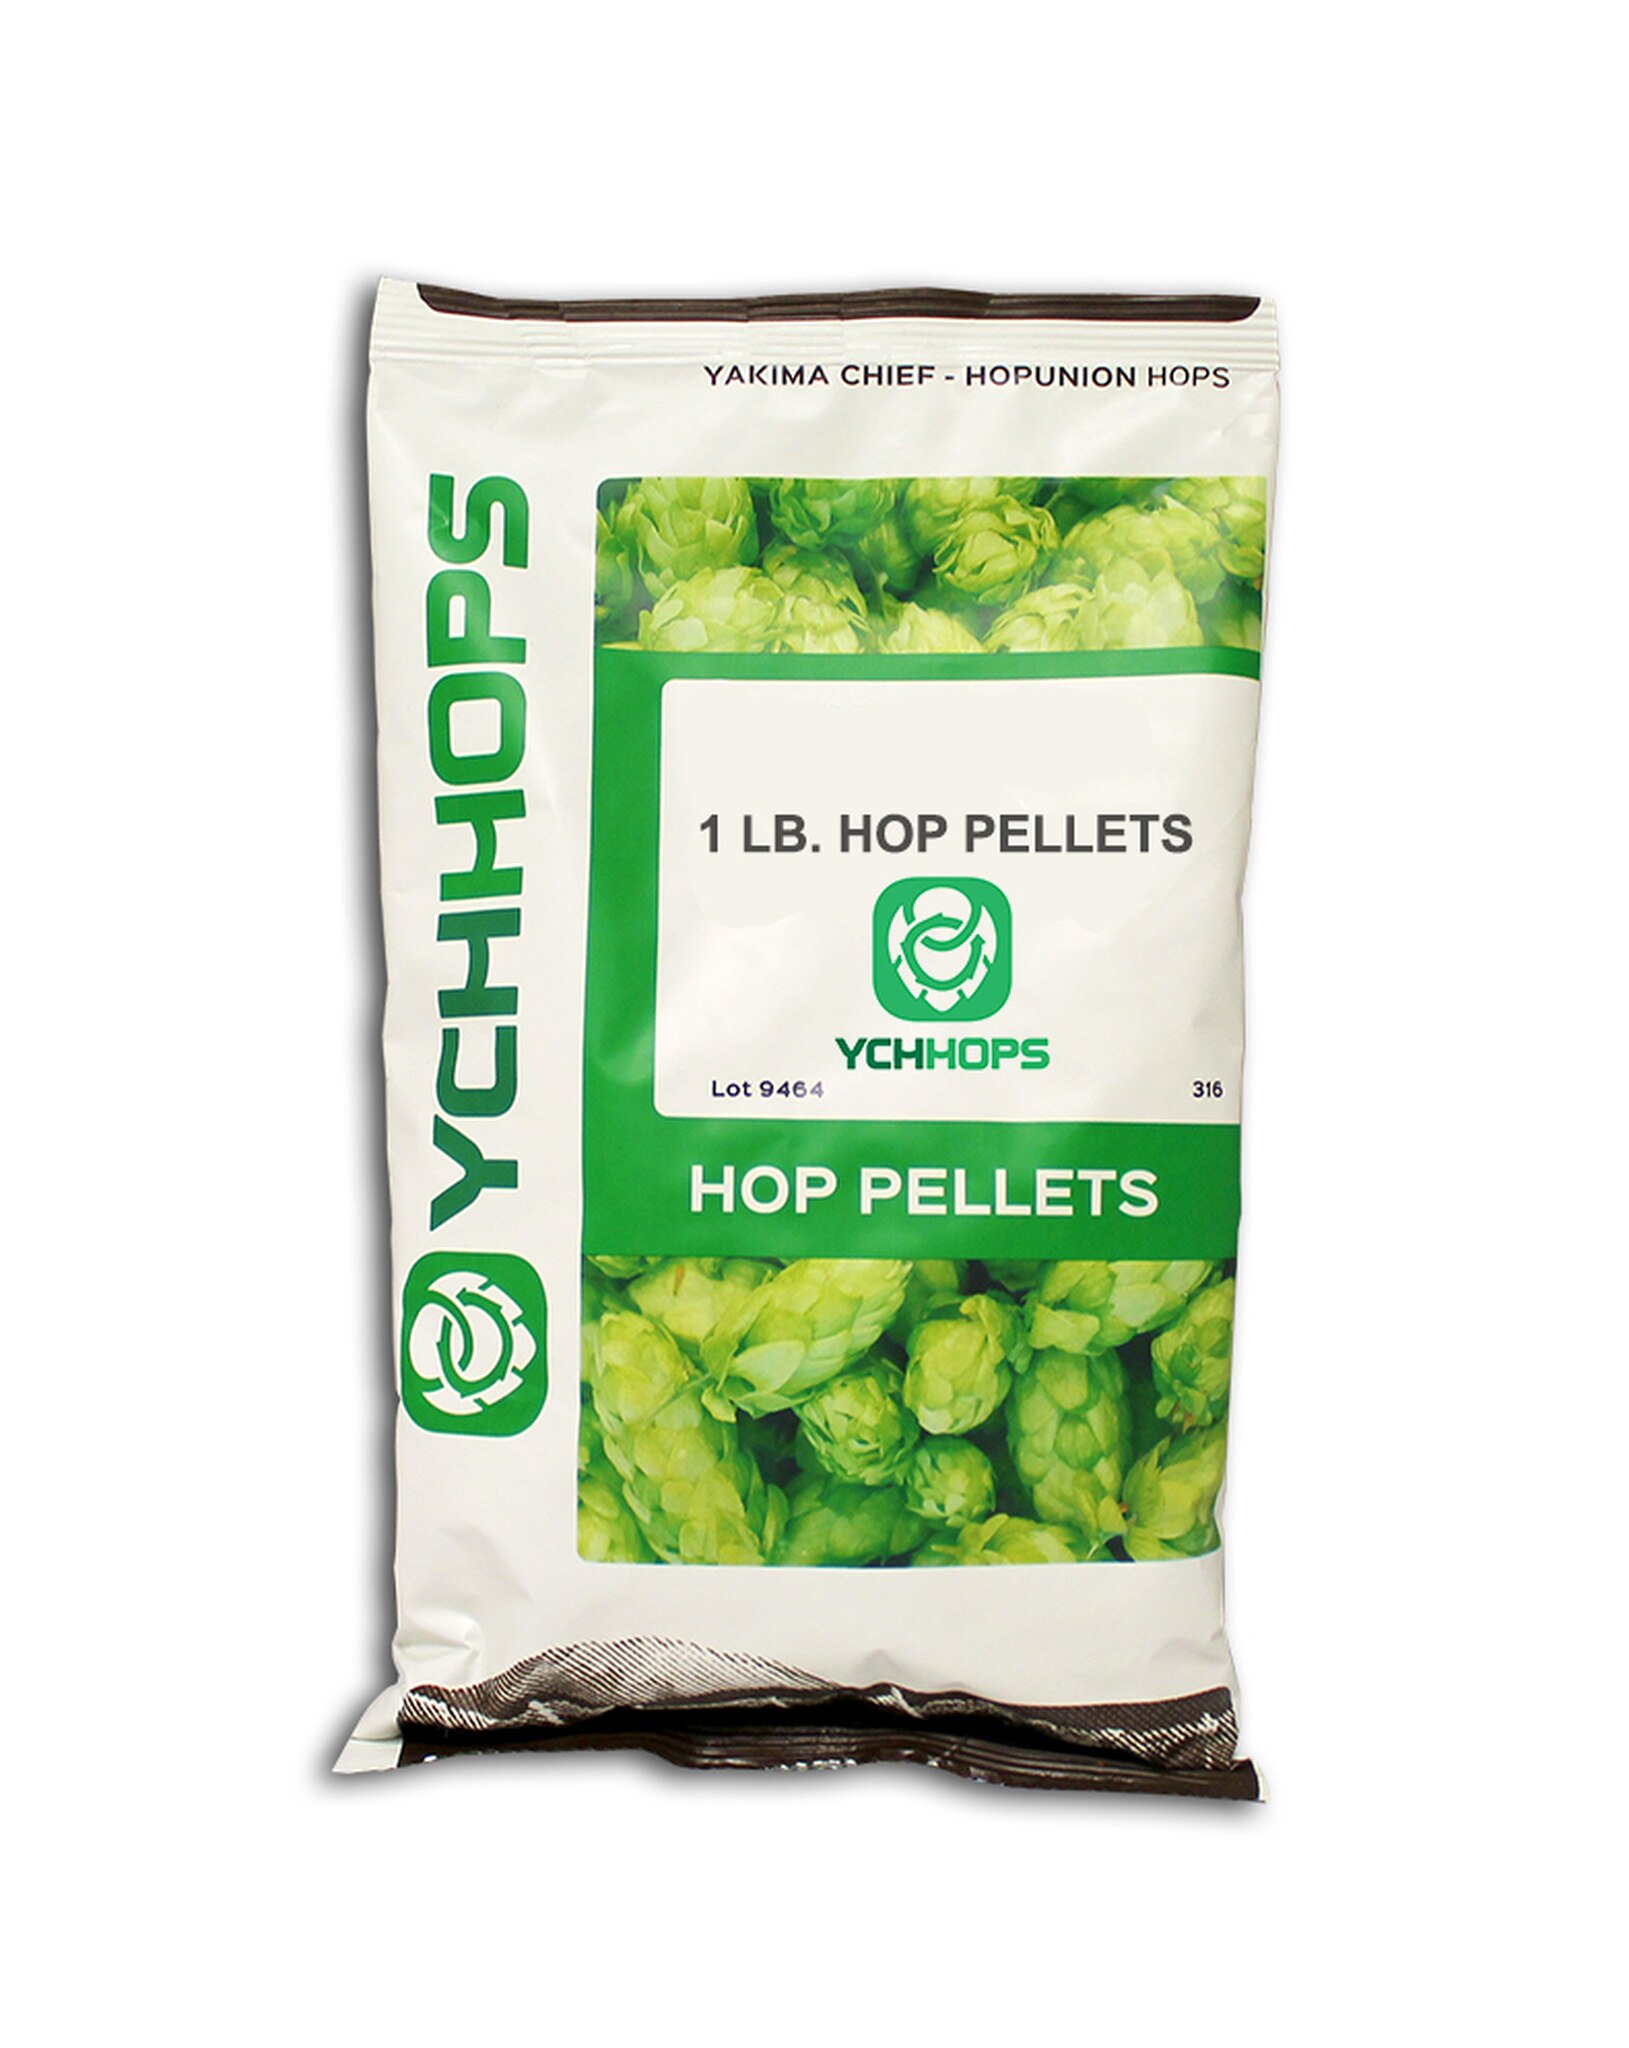 YAKIMA CHIEF - HOPUNION HOPS
YCHHOPS
1 LB. HOP PELLETS
YCHHOPS
Lot 9464
316
HOP PELLETS